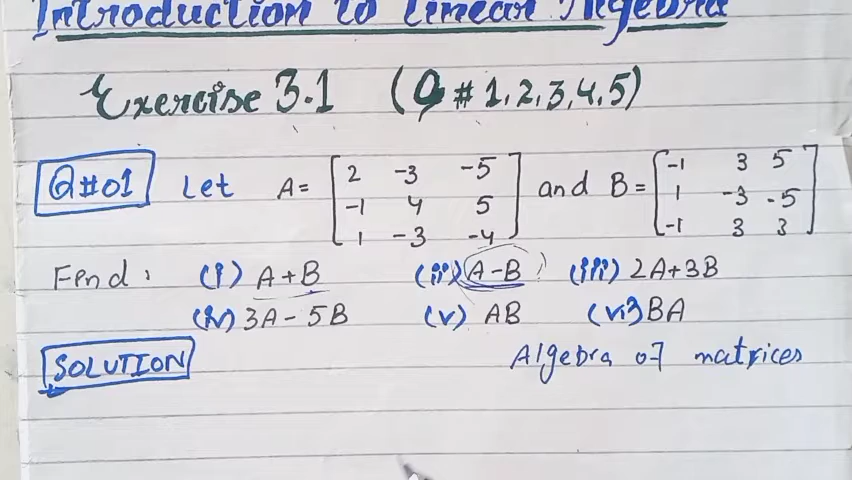 Introduction to Linear Algebra
Exercise 3.1 (Q # 1,2,3,4,5)
Q#01 Let A= [2 -3 -5 and B= [-1 3 5
-1 4 5 1 -3 -5
1 -3 -4] -1 3 3]
Find: (i) A+B (ii) A-B (iii) 2A+3B
(iv) 3A-5B (v) AB (vi) BA
SOLUTION Algebra of matrices